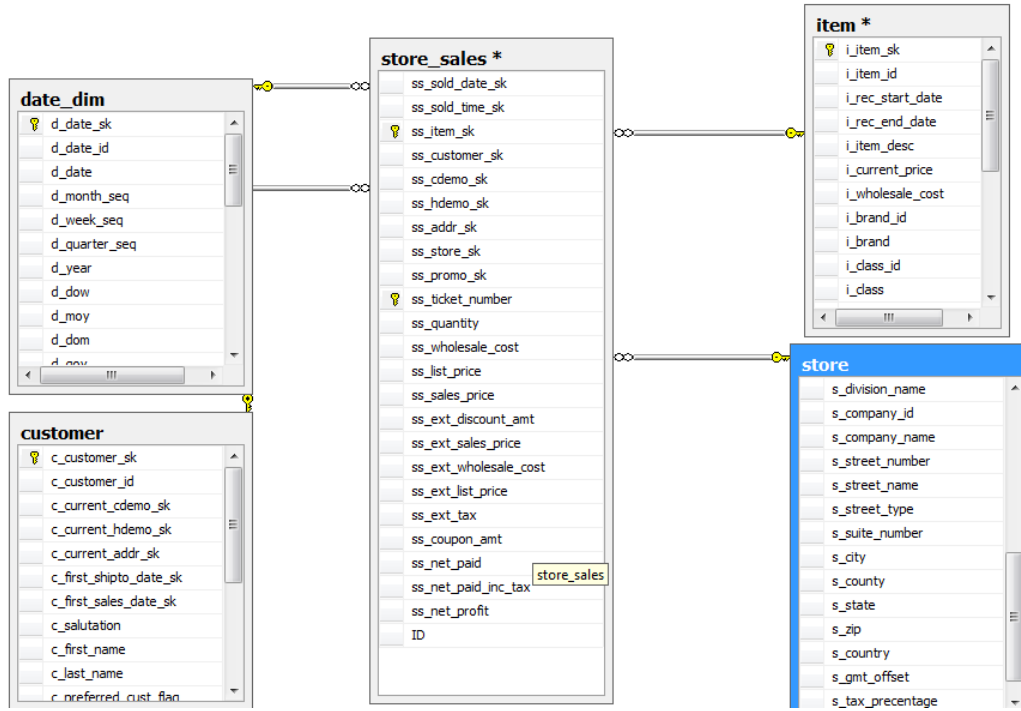 date_dim
d_date_sk
d_date_id
d_date
d_month_seq
d_week_seq
d_quarter_seq
d_year
d_dow
d_moy
d_dom
customer
c_customer_sk
c_customer_id
c_current_cdemo_sk
c_current_hdemo_sk
c_current_addr_sk
c_first_shipto_date_sk
c_first_sales_date_sk
c_salutation
c_first_name
c_last_name
c_preferred_cust_flag
store_sales *
ss_sold_date_sk
ss_sold_time_sk
ss_item_sk
ss_customer_sk
ss_cdemo_sk
ss_hdemo_sk
ss_addr_sk
ss_store_sk
ss_promo_sk
ss_ticket_number
ss_quantity
ss_wholesale_cost
ss_list_price
ss_sales_price
ss_ext_discount_amt
ss_ext_sales_price
ss_ext_wholesale_cost
ss_ext_list_price
ss_ext_tax
ss_coupon_amt
ss_net_paid
store_sales
ss_net_paid_inc_tax
ss_net_profit
ID
item *
i_item_sk
i_item_id
i_rec_start_date
i_rec_end_date
i_item_desc
i_current_price
i_wholesale_cost
i_brand_id
i_brand
i_class_id
i_class
store
s_division_name
s_company_id
s_company_name
s_street_number
s_street_name
s_street_type
s_suite_number
s_city
s_county
s_state
s_zip
s_country
s_gmt_offset
s_tax_precentage